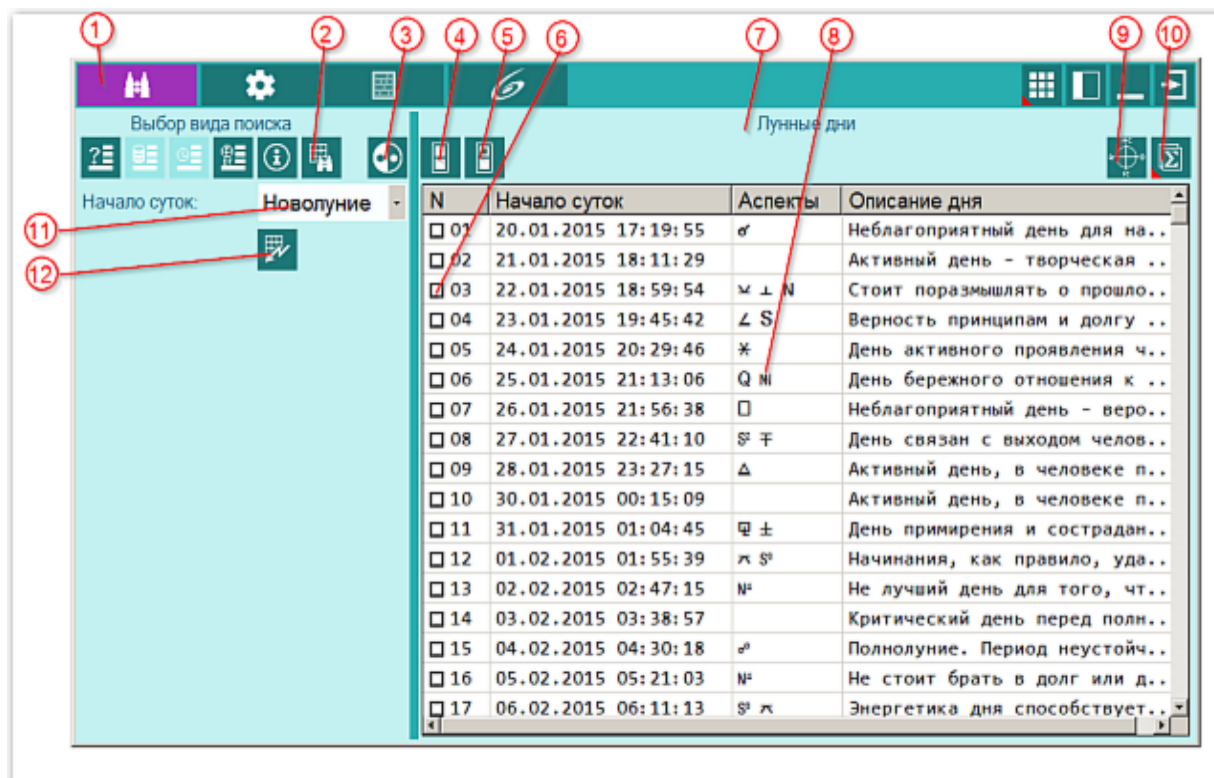 1 2 3 4 5 6 7 8 9 10
Выбор вида поиска
Лунные дни
Начало суток: Новолуние
11
12
N Начало суток Аспекты Описание дня
01 20.01.2015 17:19:55 ☌ Неблагоприятный день для на..
02 21.01.2015 18:11:29 Активный день - творческая ..
03 22.01.2015 18:59:54 ⚺ ⊥ N Стоит поразмышлять о прошло..
04 23.01.2015 19:45:42 ∠ S Верность принципам и долгу ..
05 24.01.2015 20:29:46 ⚹ День активного проявления ч..
06 25.01.2015 21:13:06 Q День бережного отношения к ..
07 26.01.2015 21:56:38 □ Неблагоприятный день - веро..
08 27.01.2015 22:41:10 День связан с выходом челов..
09 28.01.2015 23:27:15 △ Активный день, в человеке п..
10 30.01.2015 00:15:09 Активный день, в человеке п..
11 31.01.2015 01:04:45 ⚼ ± День примирения и сострадан..
12 01.02.2015 01:55:39 ⚻ Начинания, как правило, уда..
13 02.02.2015 02:47:15 Не лучший день для того, чт..
14 03.02.2015 03:38:57 Критический день перед полн..
15 04.02.2015 04:30:18 ☍ Полнолуние. Период неустойч..
16 05.02.2015 05:21:03 Не стоит брать в долг или д..
17 06.02.2015 06:11:13 ⚻ Энергетика дня способствует..